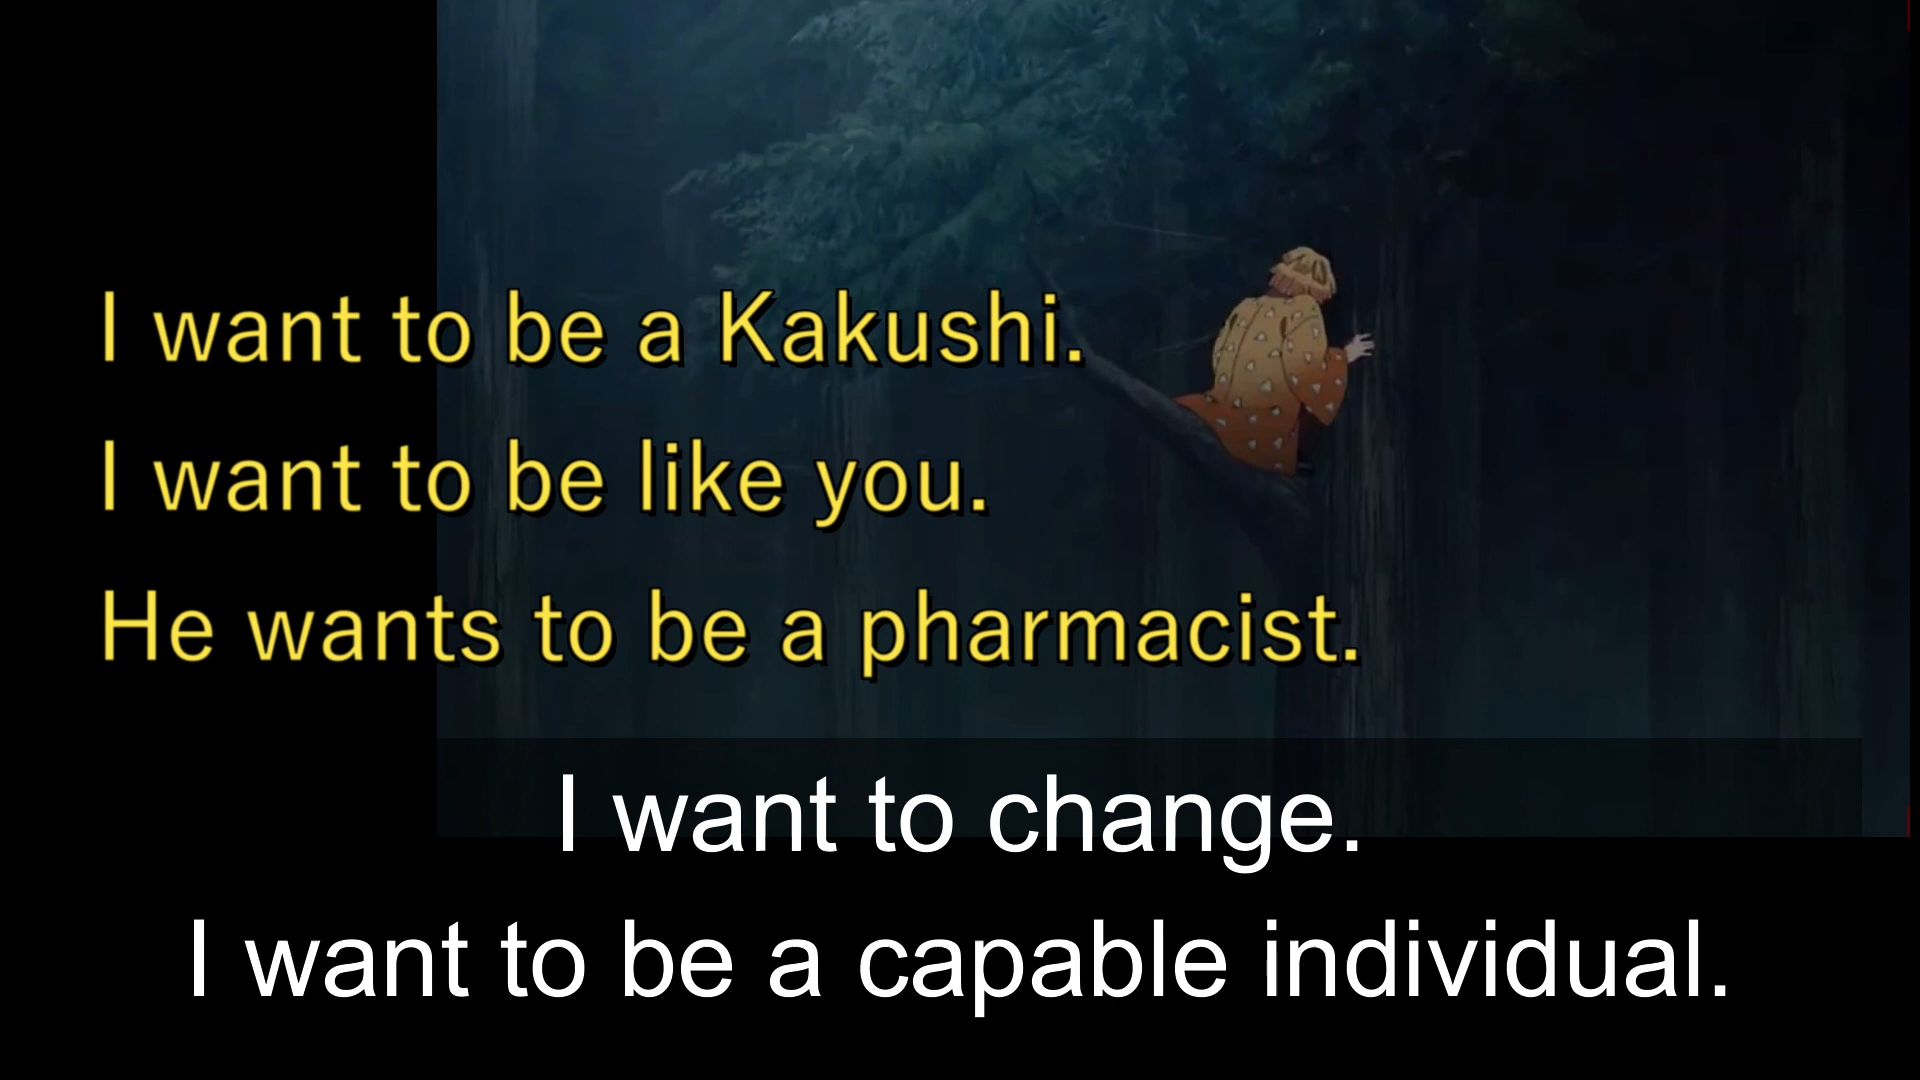 I want to be a Kakushi.
I want to be like you.
He wants to be a pharmacist.
I want to change.
I want to be a capable individual.